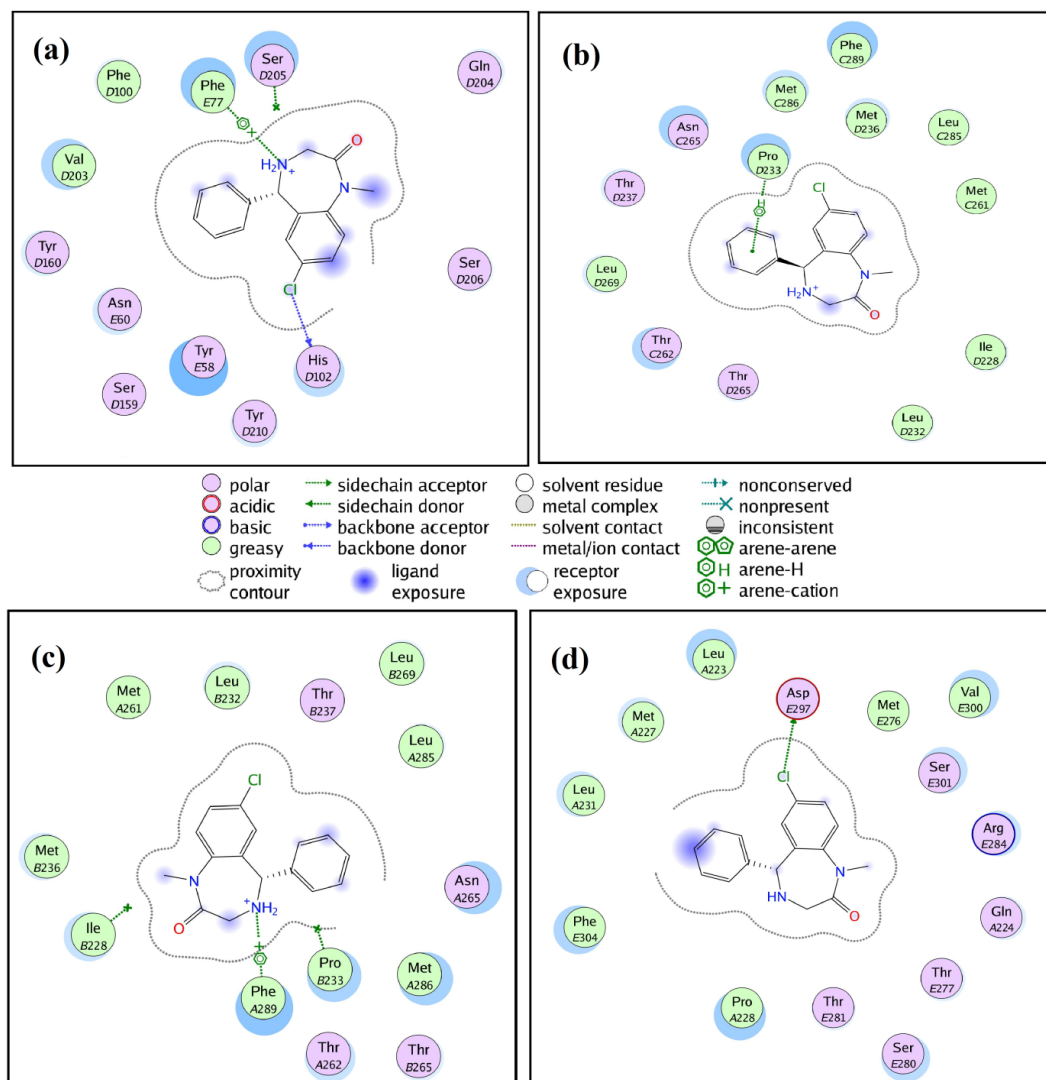 (a)
Phe
D100
Phe
E77
Ser
D205
Gln
D204
Val
D203
Tyr
D160
Asn
E60
Ser
D159
Tyr
E58
Tyr
D210
His
D102
Ser
D206
H₂N
+
O
N
Cl
+
(b)
Phe
C289
Met
C286
Met
D236
Leu
C285
Asn
C265
Pro
D233
Thr
D237
Met
C261
Leu
D269
Thr
C262
Thr
D265
Ile
D228
Leu
D232
H
Cl
N
H₂N
+
O
polar
acidic
basic
greasy
proximity
contour
sidechain acceptor
sidechain donor
backbone acceptor
backbone donor
ligand
exposure
solvent residue
metal complex
solvent contact
metal/ion contact
receptor
exposure
nonconserved
nonpresent
inconsistent
arene-arene
H arene-H
+ arene-cation
(c)
Met
A261
Leu
B232
Thr
B237
Leu
B269
Leu
A285
Met
B236
Ile
B228
Asn
A265
Phe
A289
Pro
B233
Met
A286
Thr
A262
Thr
B265
Cl
N
O
+
NH₂
+
(d)
Leu
A223
Asp
E297
Met
E276
Val
E300
Met
A227
Ser
E301
Leu
A231
Arg
E284
Gln
A224
Phe
E304
Thr
E277
Pro
A228
Thr
E281
Ser
E280
Cl
N
HN
O